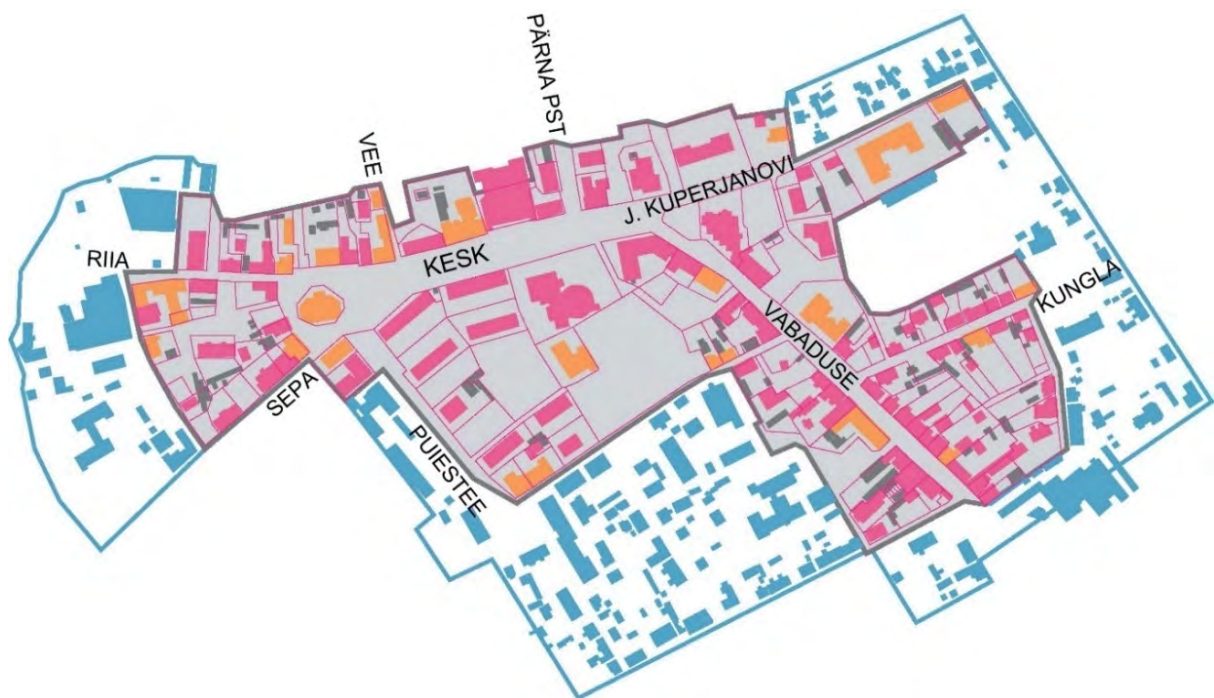 PÄRNA PST
VEE
J. KUPERJANOVI
RIIA
KESK
KUNGLA
VABADUSE
SEPA
PUIESTEE